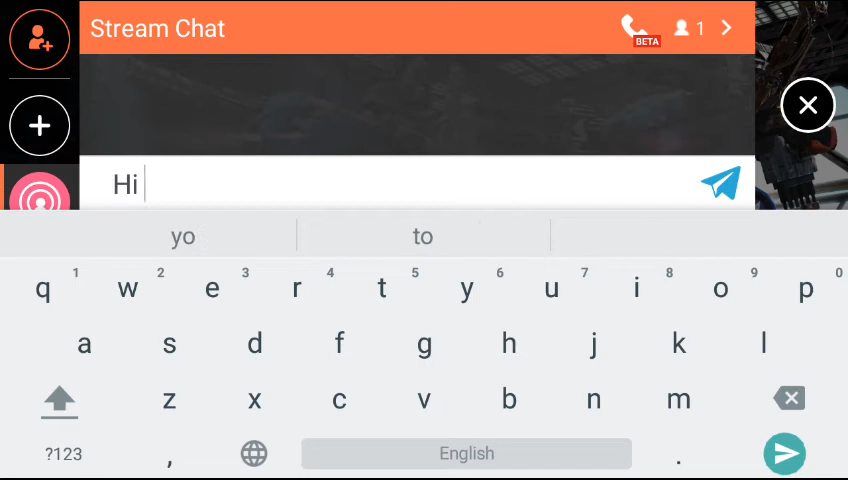 Stream Chat
BETA
1
Hi
yo to
1 2 3 4 5 6 7 8 9 0
q w e r t y u i o p
a s d f g h j k l
z x c v b n m
?123 , English .